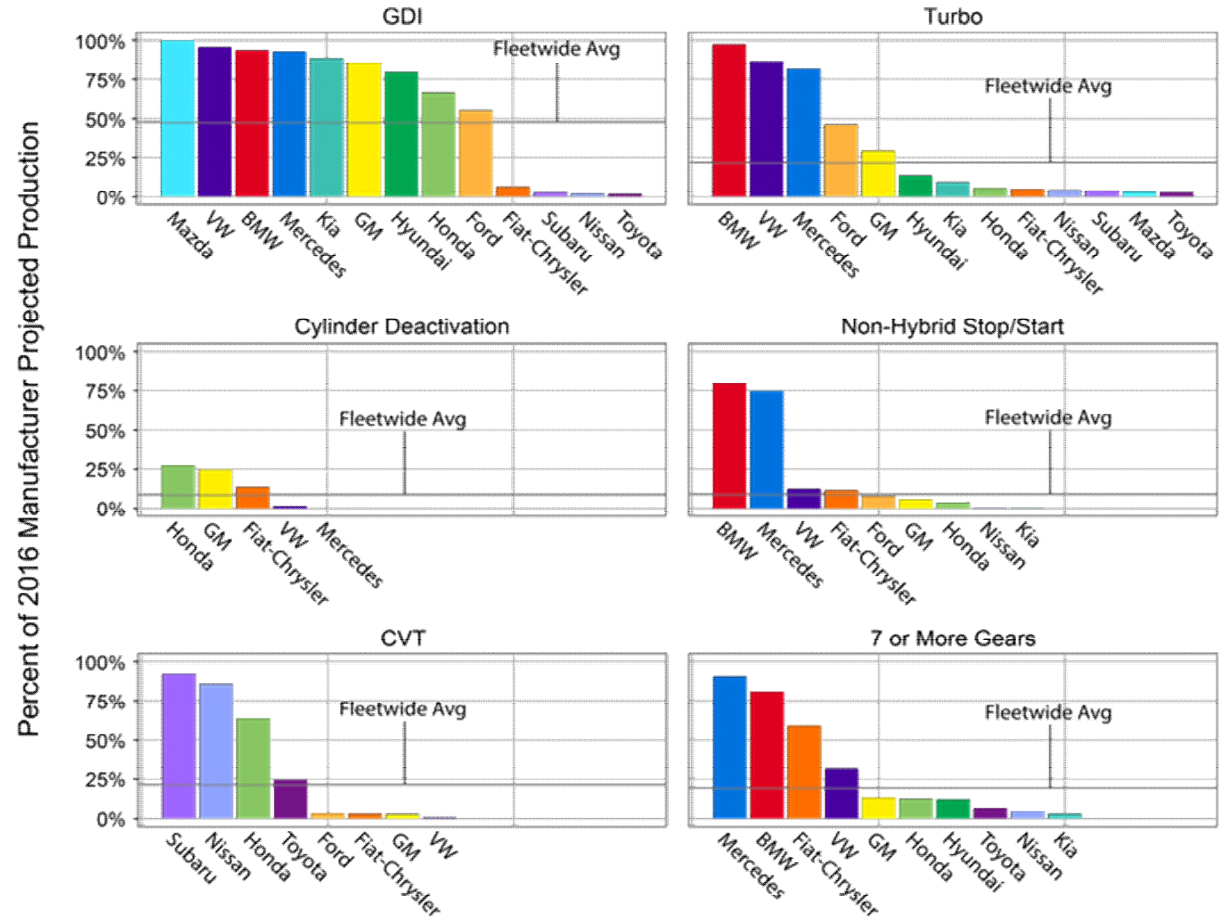 Percent of 2016 Manufacturer Projected Production
GDI
100%
75%
50%
25%
0%
Fleetwide Avg
Mazda
VW
BMW
Mercedes
Kia
GM
Hyundai
Honda
Ford
Fiat-Chrysler
Subaru
Nissan
Toyota
Turbo
Fleetwide Avg
BMW
VW
Mercedes
Ford
GM
Hyundai
Kia
Honda
Fiat-Chrysler
Nissan
Subaru
Mazda
Toyota
Cylinder Deactivation
100%
75%
50%
25%
0%
Fleetwide Avg
Honda
GM
Fiat-Chrysler
VW
Mercedes
Non-Hybrid Stop/Start
Fleetwide Avg
BMW
Mercedes
VW
Fiat-Chrysler
Ford
GM
Honda
Nissan
Kia
CVT
100%
75%
50%
25%
0%
Fleetwide Avg
Subaru
Nissan
Honda
Toyota
Ford
Fiat-Chrysler
GM
VW
7 or More Gears
Fleetwide Avg
Mercedes
BMW
Fiat-Chrysler
VW
GM
Honda
Hyundai
Toyota
Nissan
Kia